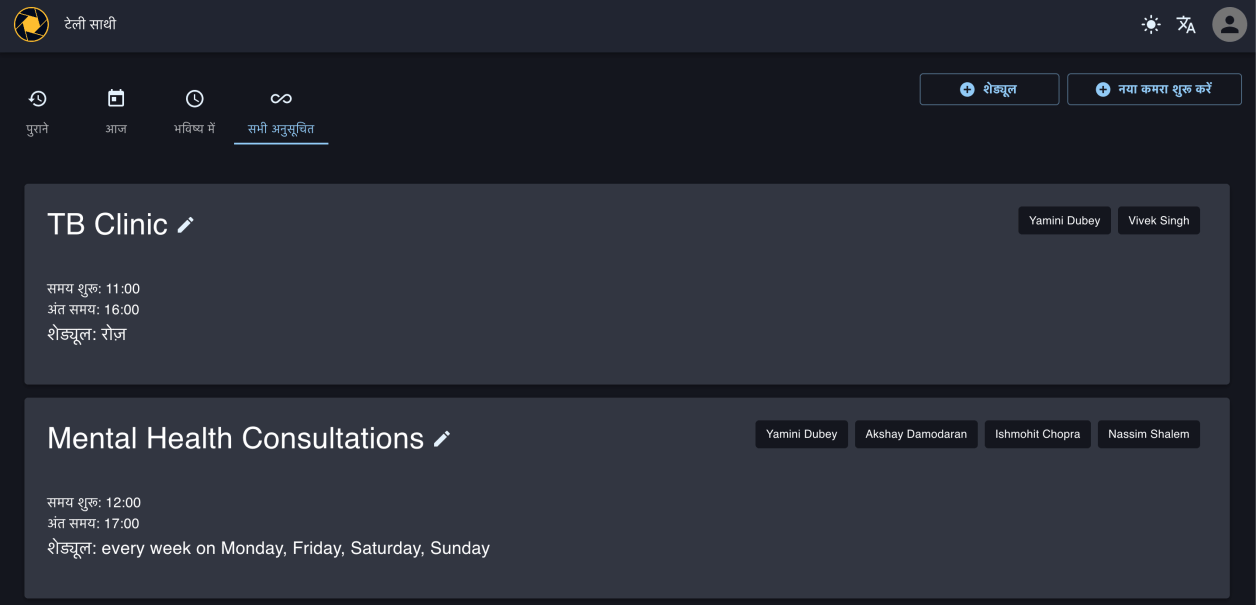 टेली साथी
शेड्यूल
नया कमरा शुरू करें
पुराने
आज
भविष्य में
सभी अनुसूचित
TB Clinic
Yamini Dubey
Vivek Singh
समय शुरू: 11:00
अंत समय: 16:00
शेड्यूल: रोज़
Mental Health Consultations
Yamini Dubey
Akshay Damodaran
Ishmohit Chopra
Nassim Shalem
समय शुरू: 12:00
अंत समय: 17:00
शेड्यूल: every week on Monday, Friday, Saturday, Sunday